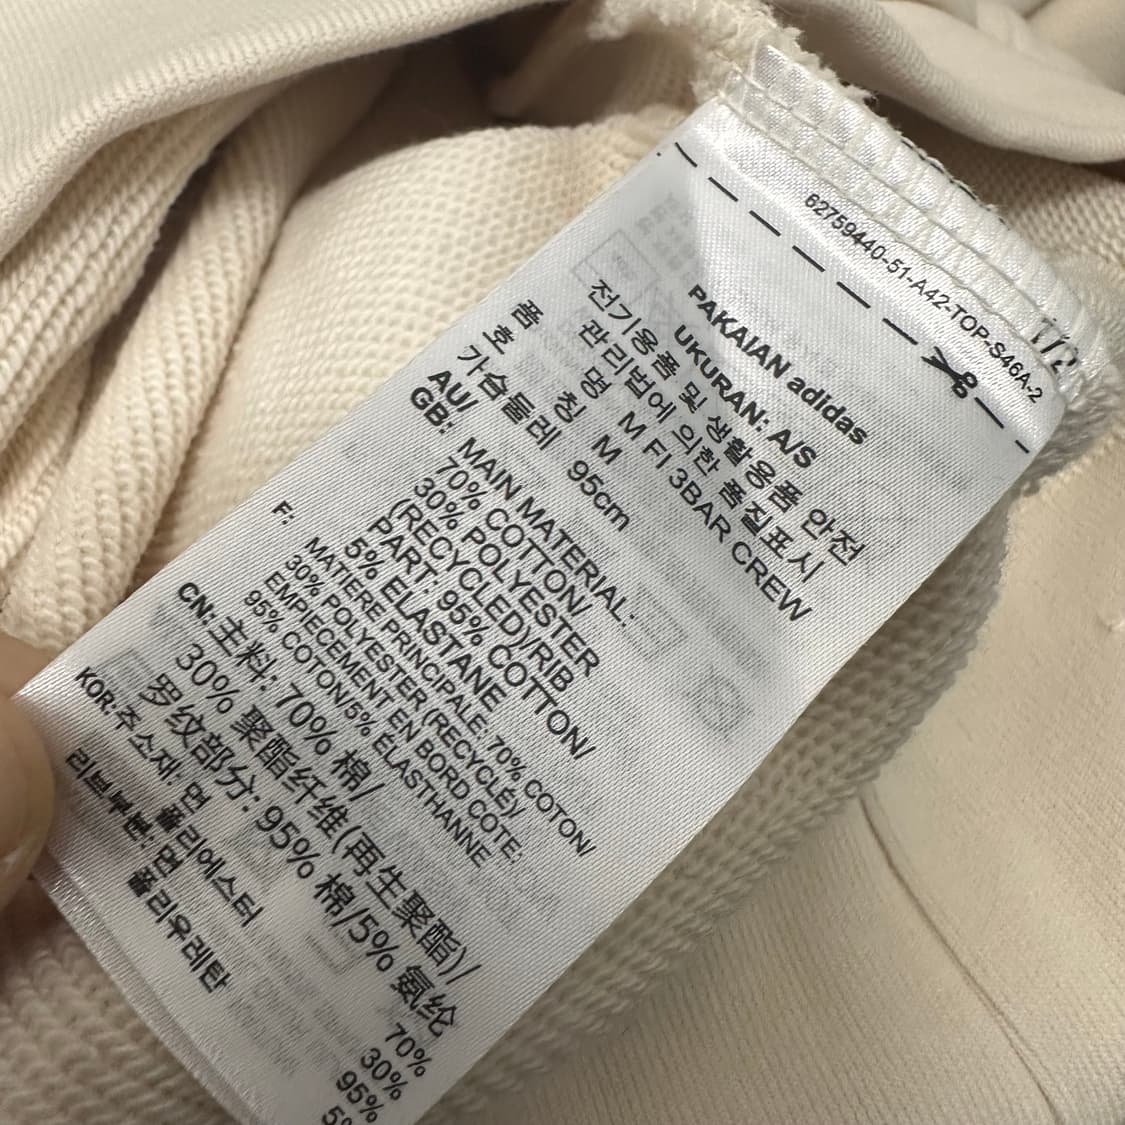 62759440-51-A42-TOP-S46A-2
1/2
PAKAIAN adidas
UKURAN: A/S
전기용품 및 생활용품 안전
관리법에 의한 품질표시
품 명 M FI 3BAR CREW
호 칭 M
가슴둘레 95cm
AU/
GB: MAIN MATERIAL:
70% COTTON/
30% POLYESTER
(RECYCLED)/RIB
PART: 95% COTTON/
5% ELASTANE
F: MATIERE PRINCIPALE: 70% COTON/
30% POLYESTER (RECYCLÉ)/
EMPIECEMENT EN BORD COTE:
95% COTON/5% ÉLASTHANNE
CN: 主料: 70% 棉/
30% 聚酯纤维(再生聚酯)/
罗纹部分: 95% 棉/5% 氨纶
KOR: 주소재: 면 70%
폴리에스터 30%
리브부분: 면 95%
폴리우레탄 5%